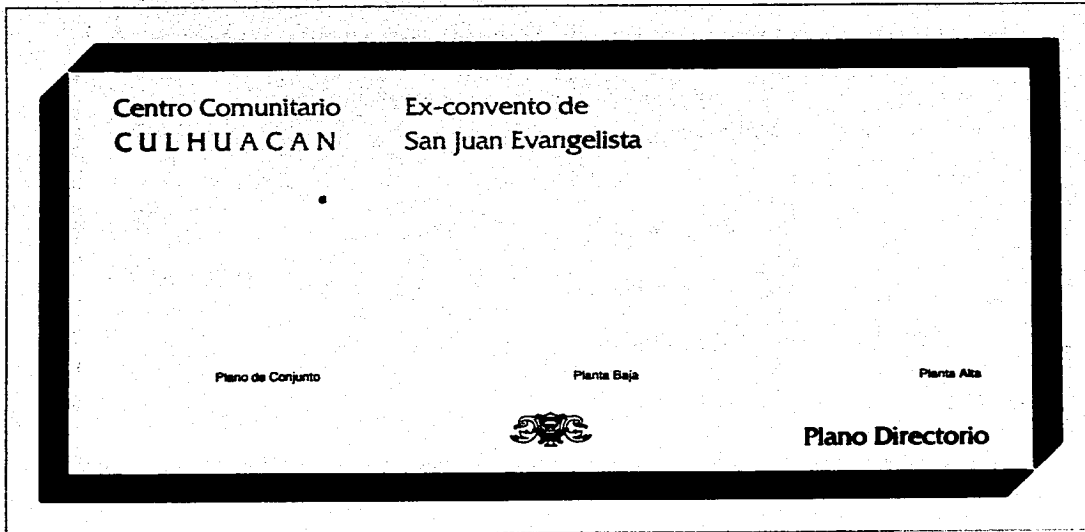 Centro Comunitario
CULHUACAN
Ex-convento de
San Juan Evangelista
Plano de Conjunto
Planta Baja
Planta Alta
Plano Directorio